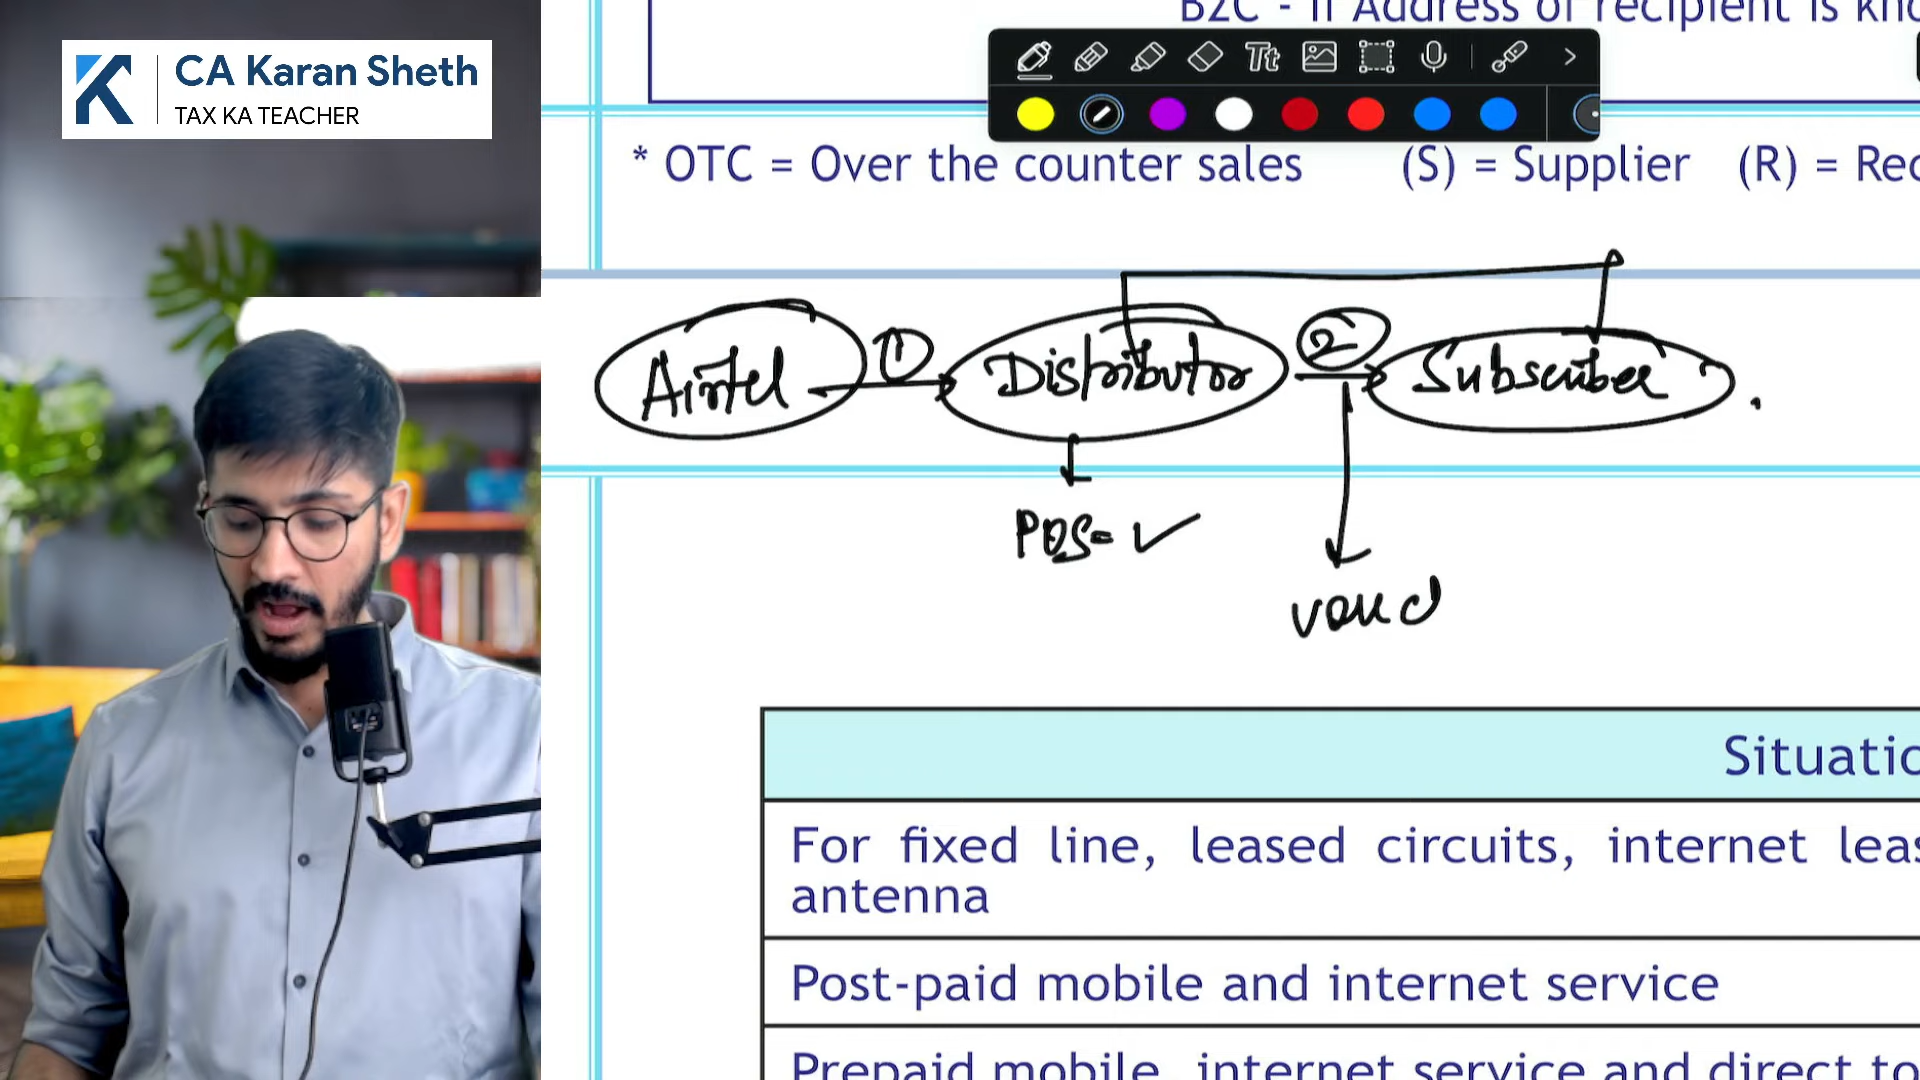 CA Karan Sheth
TAX KA TEACHER
B2C - If Address of recipient is
Tt
* OTC = Over the counter sales (S) = Supplier (R) =
Airtel 1 Distributor 2 Subscriber .
POS = ✓
vouc
Situatio
For fixed line, leased circuits, internet leas
antenna
Post-paid mobile and internet service
Prepaid mobile, internet service and direct to